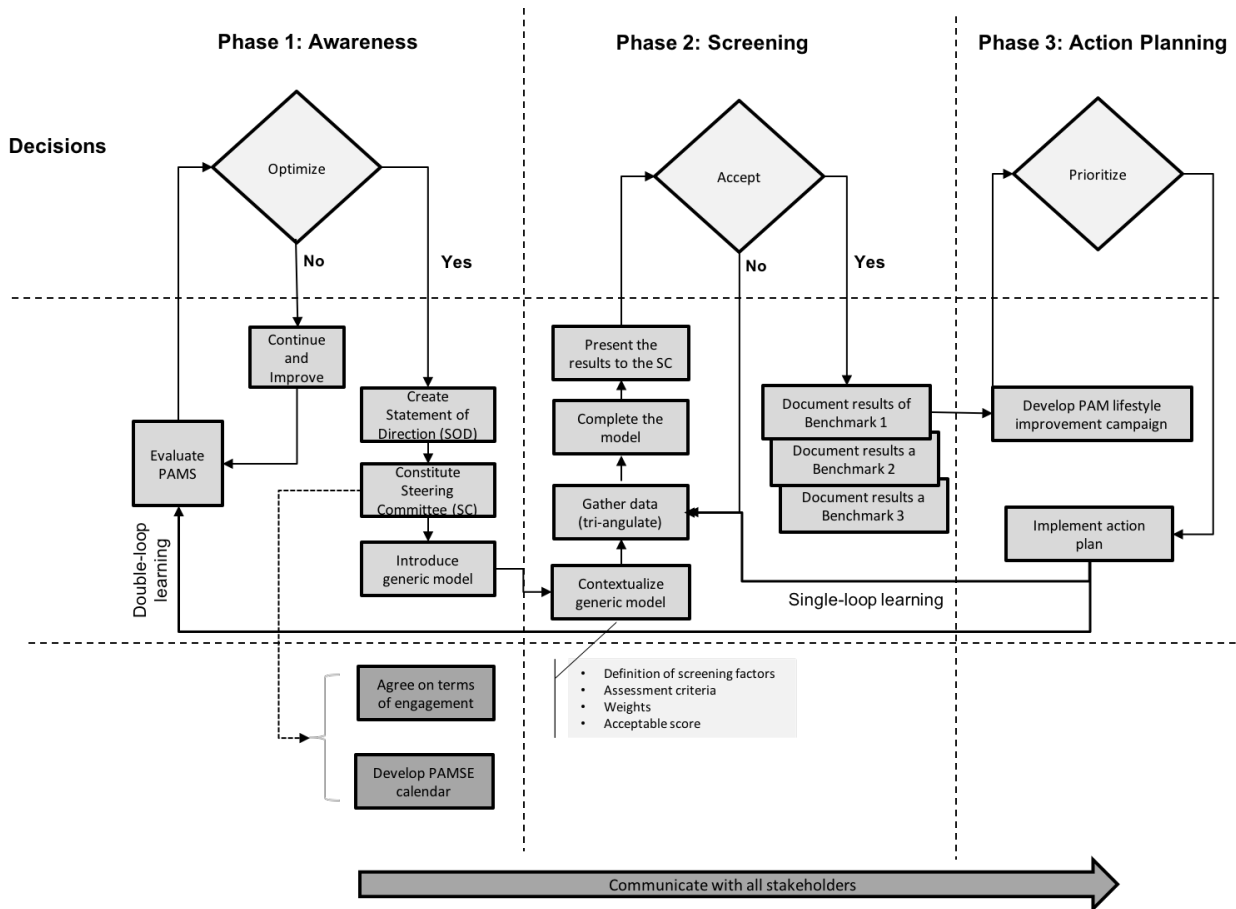 Phase 1: Awareness
Phase 2: Screening
Phase 3: Action Planning
Decisions
Optimize
Accept
Prioritize
No
Yes
No
Yes
Continue
and
Improve
Create
Statement of
Direction (SOD)
Evaluate
PAMS
Constitute
Steering
Committee (SC)
Introduce
generic model
Double-loop
learning
Present the
results to the SC
Complete the
model
Gather data
(tri-angulate)
Contextualize
generic model
Document results of
Benchmark 1
Document results a
Benchmark 2
Document results a
Benchmark 3
Develop PAM lifestyle
improvement campaign
Implement action
plan
Single-loop learning
Agree on terms
of engagement
Develop PAMSE
calendar
• Definition of screening factors
• Assessment criteria
• Weights
• Acceptable score
Communicate with all stakeholders